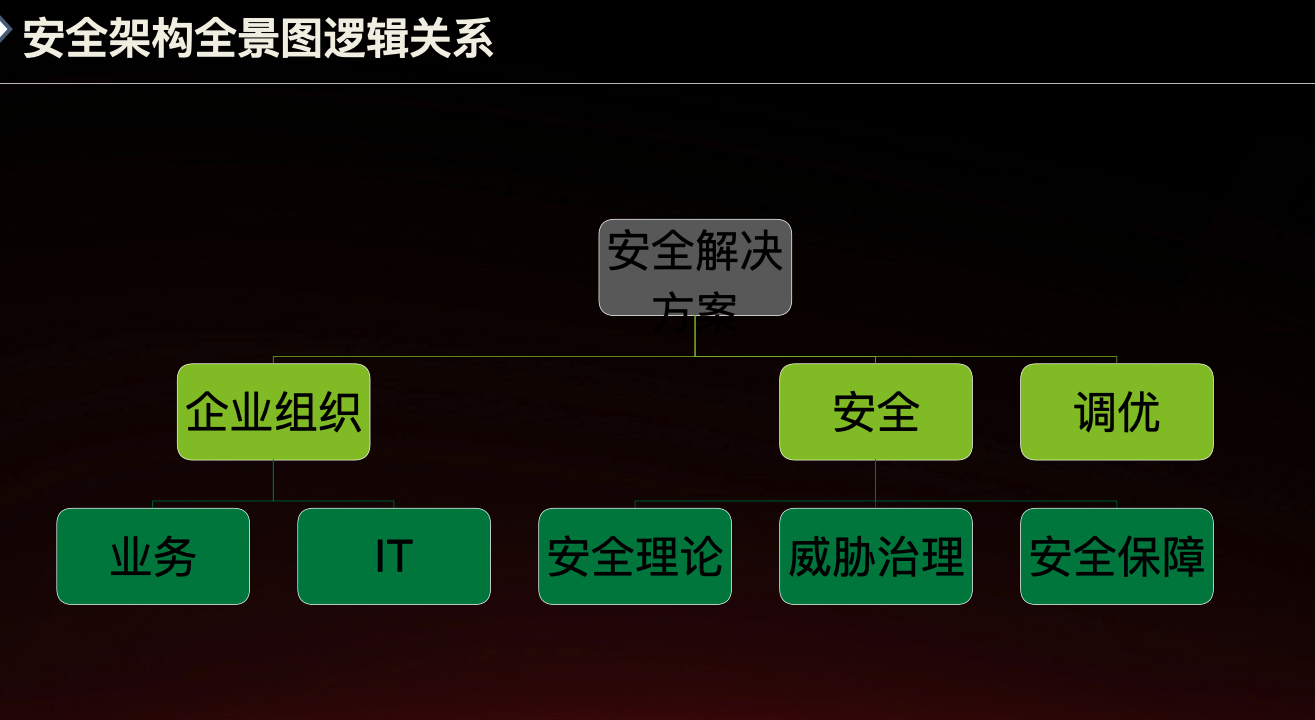 安全架构全景图逻辑关系
安全解决
方案
企业组织
安全
调优
业务
IT
安全理论
威胁治理
安全保障